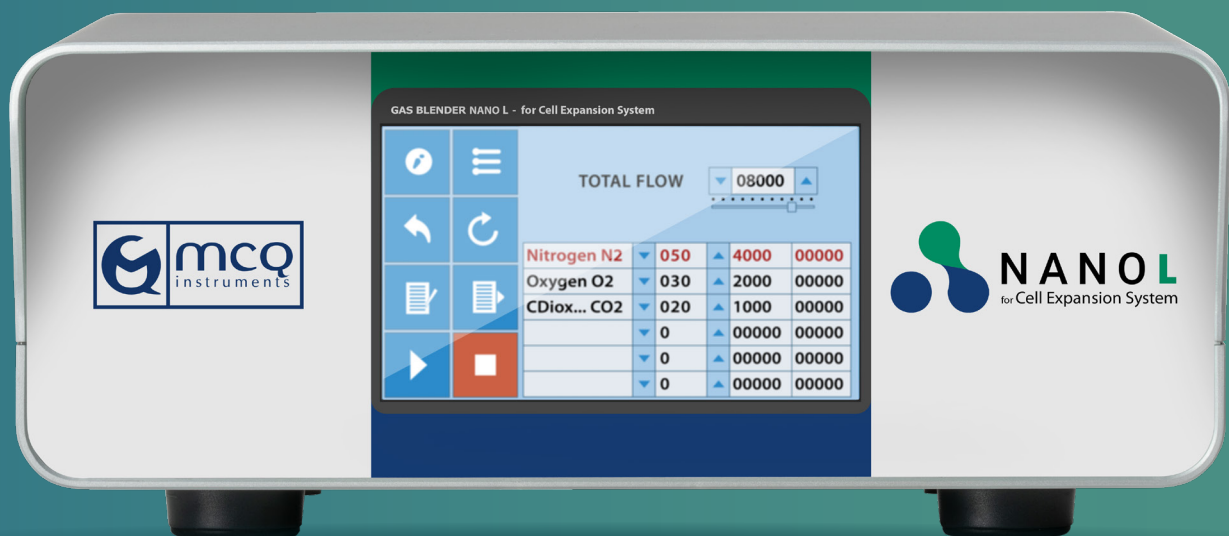 GAS BLENDER NANO L - for Cell Expansion System
TOTAL FLOW 08000
mcq
instruments
Nitrogen N2 050 4000 00000
Oxygen O2 030 2000 00000
CDiox... CO2 020 1000 00000
0 00000 00000
0 00000 00000
0 00000 00000
NANO L
for Cell Expansion System